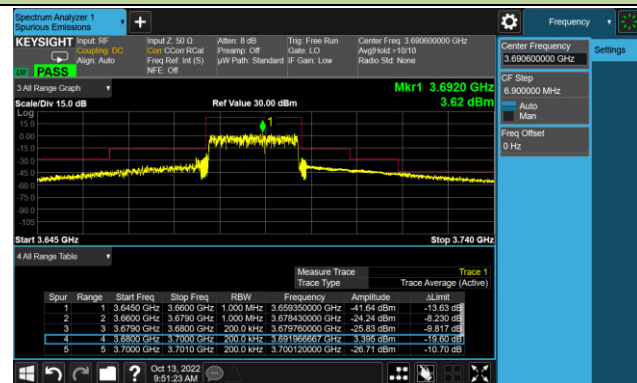 Spectrum Analyzer 1
Spurious Emissions
Frequency
KEYSIGHT
Input: RF
Coupling: DC
Align: Auto
Input Z: 50 Ω
Corr CCorr RCal
Freq Ref: Int (S)
NFE: Off
Atten: 8 dB
Preamp: Off
µW Path: Standard
Trig: Free Run
Gate: LO
IF Gain: Low
Center Freq: 3.690600000 GHz
Avg|Hold:>10/10
Radio Std: None
PASS
Center Frequency
3.690600000 GHz
Settings
CF Step
6.900000 MHz
Auto
Man
Freq Offset
0 Hz
3 All Range Graph
Mkr1 3.6920 GHz
3.62 dBm
Scale/Div 15.0 dB
Ref Value 30.00 dBm
Log
15.0
0.00
-15.0
-30.0
-45.0
-60.0
-75.0
-90.0
-105
1
Start 3.645 GHz
Stop 3.740 GHz
4 All Range Table
Measure Trace Trace 1
Trace Type Trace Average (Active)
Spur Range Start Freq Stop Freq RBW Frequency Amplitude ΔLimit
1 1 3.6450 GHz 3.6600 GHz 1.000 MHz 3.659350000 GHz -41.64 dBm -13.63 dB
2 2 3.6600 GHz 3.6790 GHz 1.000 MHz 3.678430000 GHz -24.24 dBm -8.230 dB
3 3 3.6790 GHz 3.6800 GHz 200.0 kHz 3.679760000 GHz -25.83 dBm -9.817 dB
4 4 3.6800 GHz 3.7000 GHz 200.0 kHz 3.691966667 GHz 3.395 dBm -19.60 dB
5 5 3.7000 GHz 3.7010 GHz 200.0 kHz 3.700120000 GHz -26.71 dBm -10.70 dB
Oct 13, 2022
9:51:23 AM